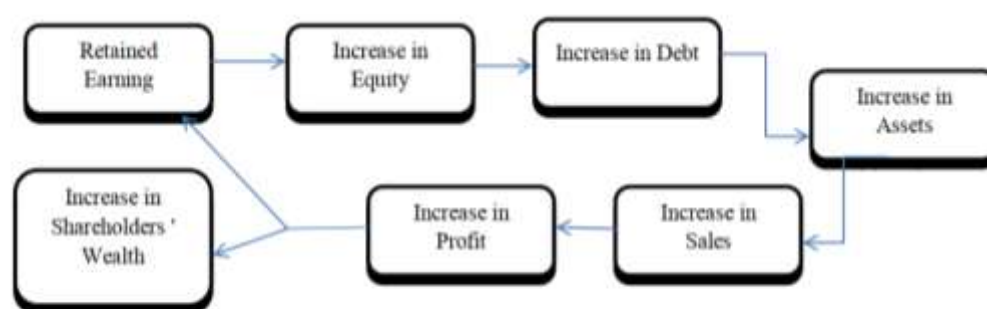 Retained
Earning
Increase in
Equity
Increase in Debt
Increase in
Assets
Increase in
Shareholders '
Wealth
Increase in
Profit
Increase in
Sales